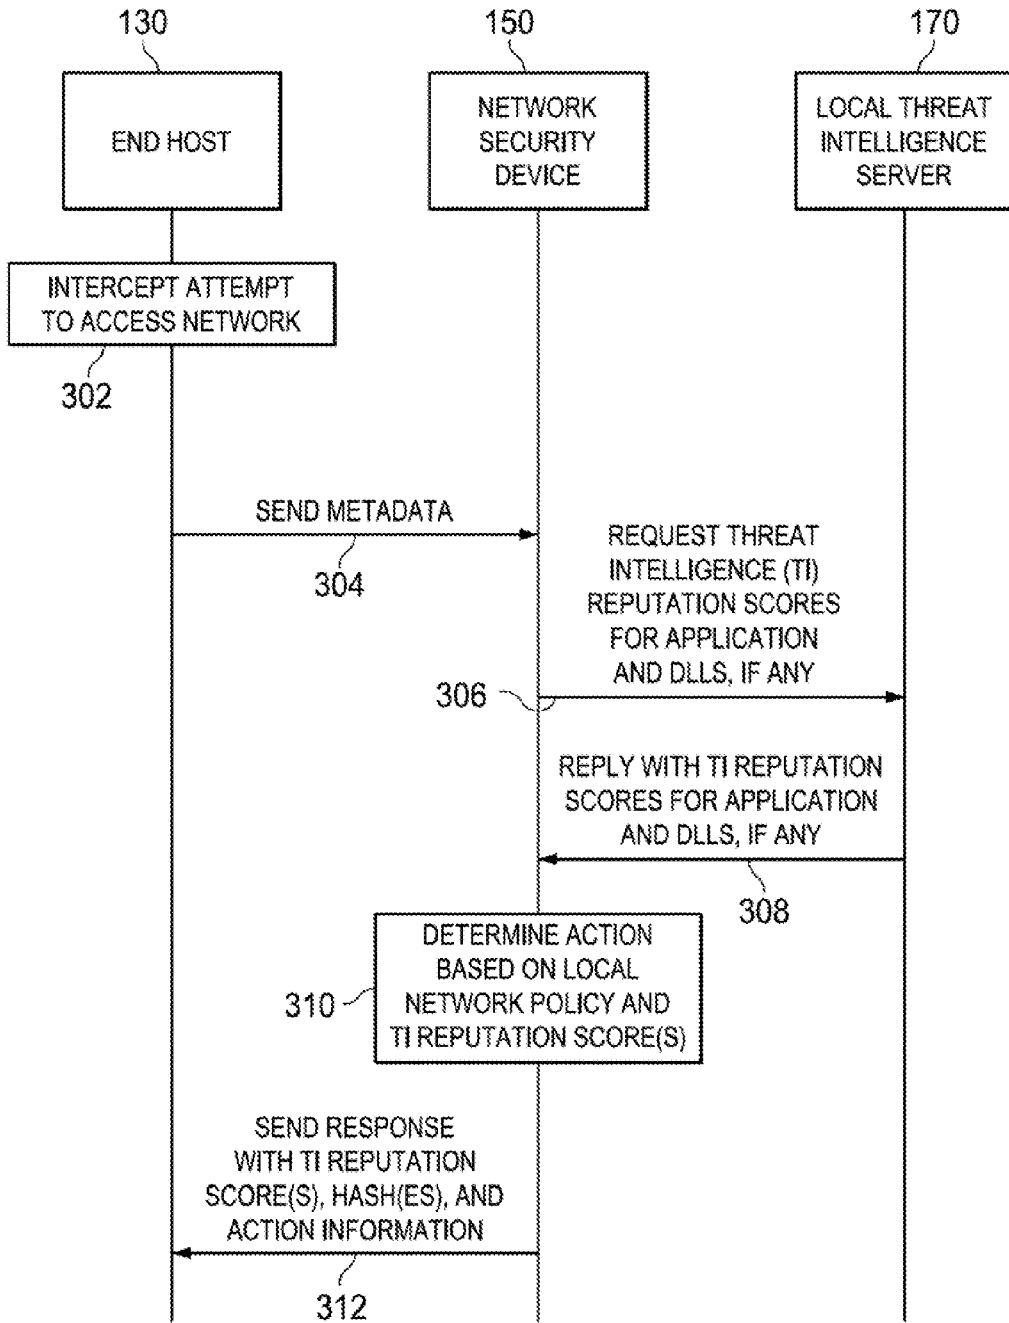 130
150
170
END HOST
NETWORK
SECURITY
DEVICE
LOCAL THREAT
INTELLIGENCE
SERVER
INTERCEPT ATTEMPT
TO ACCESS NETWORK
302
SEND METADATA
304
REQUEST THREAT
INTELLIGENCE (TI)
REPUTATION SCORES
FOR APPLICATION
AND DLLS, IF ANY
306
REPLY WITH TI REPUTATION
SCORES FOR APPLICATION
AND DLLS, IF ANY
308
DETERMINE ACTION
BASED ON LOCAL
NETWORK POLICY AND
TI REPUTATION SCORE(S)
310
SEND RESPONSE
WITH TI REPUTATION
SCORE(S), HASH(ES), AND
ACTION INFORMATION
312